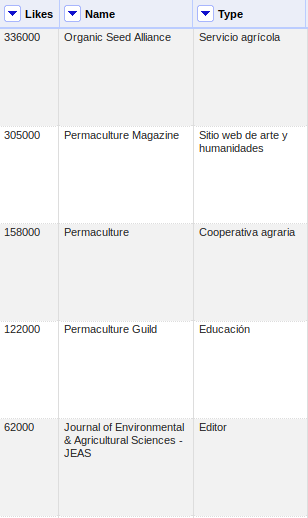 Likes Name Type
336000 Organic Seed Alliance Servicio agrícola
305000 Permaculture Magazine Sitio web de arte y
humanidades
158000 Permaculture Cooperativa agraria
122000 Permaculture Guild Educación
62000 Journal of Environmental Editor
& Agricultural Sciences -
JEAS